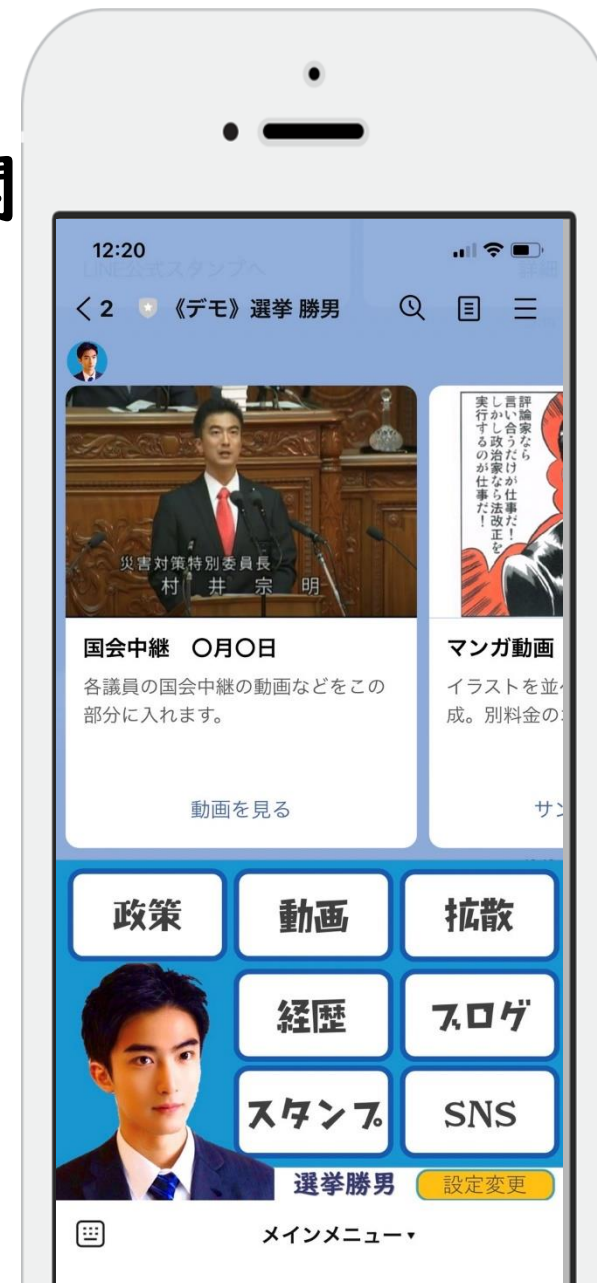 12:20
LINE公式スタンプへ
詳細
2 《デモ》選挙 勝男
災害対策特別委員長
村井宗明
国会中継 〇月〇日
各議員の国会中継の動画などをこの
部分に入れます。
動画を見る
評論家なら
言い合うだけが仕事だ！
しかし政治家なら法改正を
実行するのが仕事だ！
マンガ動画
イラストを並
成。別料金の
サン
政策
動画
拡散
経歴
ブログ
スタンプ
SNS
選挙勝男
設定変更
メインメニュー▾